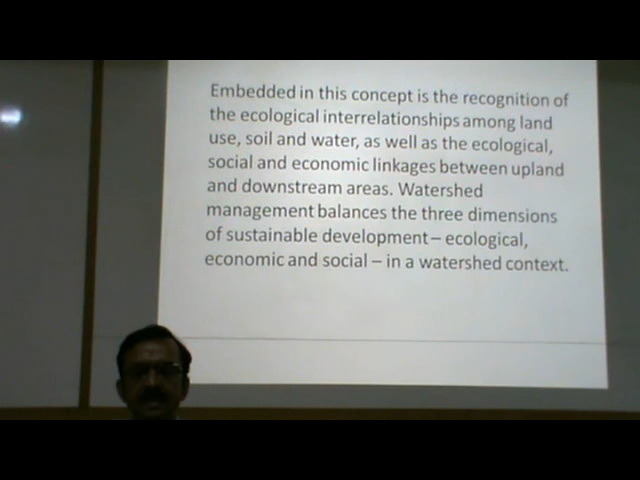 Embedded in this concept is the recognition of
the ecological interrelationships among land
use, soil and water, as well as the ecological,
social and economic linkages between upland
and downstream areas. Watershed
management balances the three dimensions
of sustainable development – ecological,
economic and social – in a watershed context.